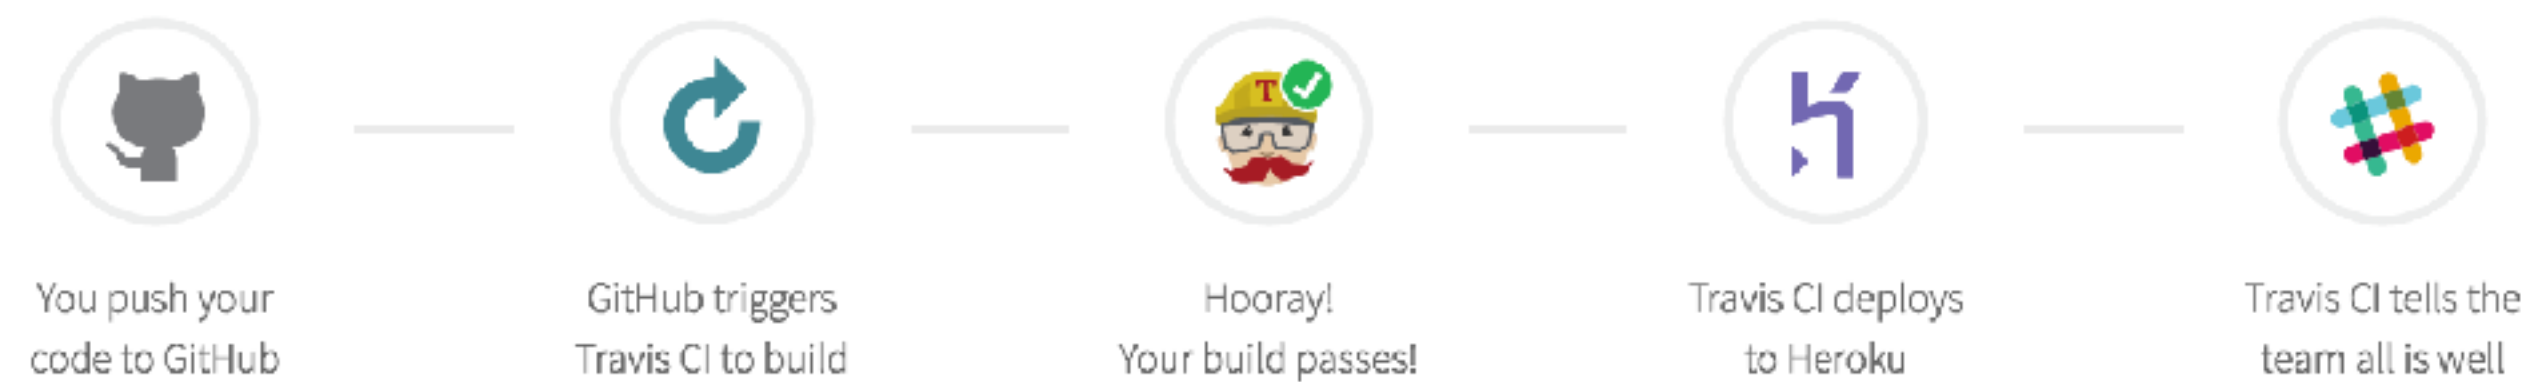 T
You push your
code to GitHub
GitHub triggers
Travis CI to build
Hooray!
Your build passes!
Travis CI deploys
to Heroku
Travis CI tells the
team all is well